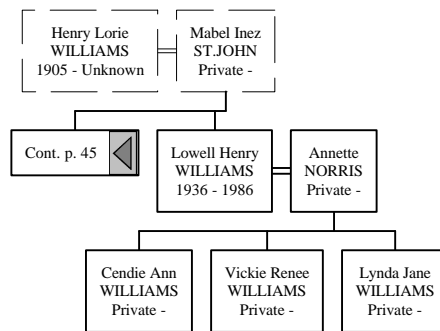 Henry Lorie
WILLIAMS
1905 - Unknown
Mabel Inez
ST.JOHN
Private -
Cont. p. 45
Lowell Henry
WILLIAMS
1936 - 1986
Annette
NORRIS
Private -
Cendie Ann
WILLIAMS
Private -
Vickie Renee
WILLIAMS
Private -
Lynda Jane
WILLIAMS
Private -